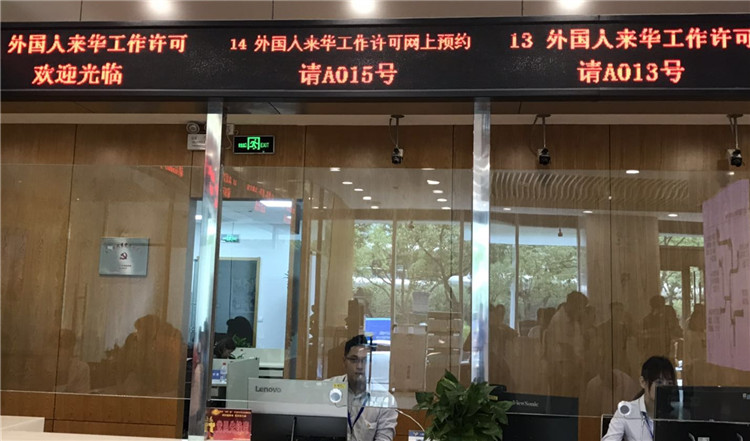 外国人来华工作许可
欢迎光临
14 外国人来华工作许可网上预约
请A015号
13 外国人来华工作许可
请A013号
EXIT
Lenovo
ViewSonic